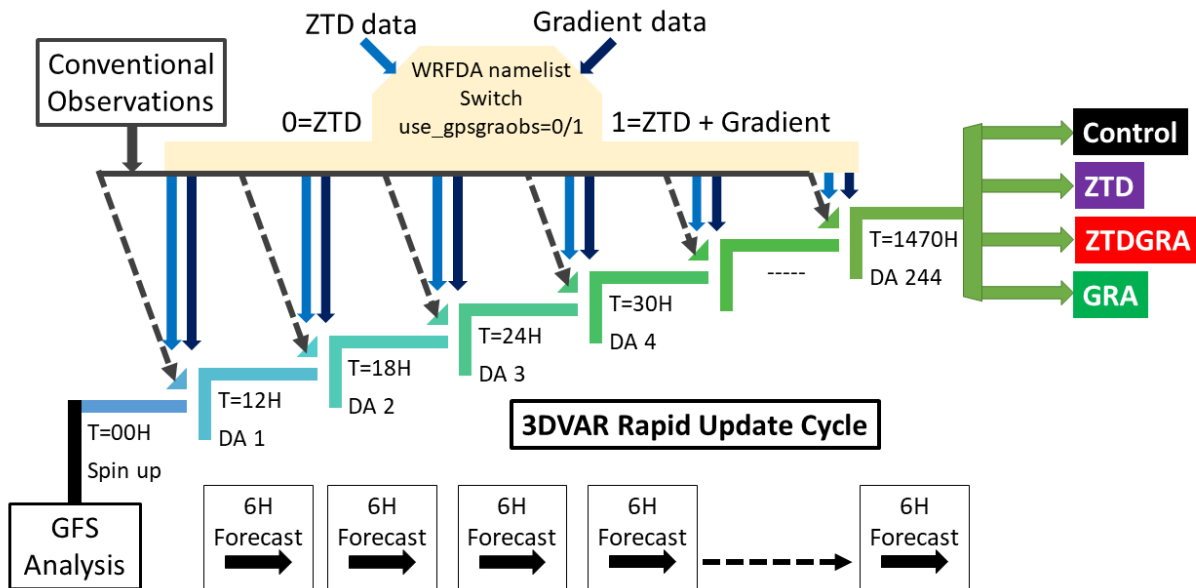 ZTD data
Gradient data
Conventional
Observations
WRFDA namelist
Switch
use_gpsgraobs=0/1
0=ZTD
1=ZTD + Gradient
Control
ZTD
ZTDGRA
GRA
T=1470H
DA 244
-----
T=30H
DA 4
T=24H
DA 3
T=18H
DA 2
T=12H
DA 1
T=00H
Spin up
3DVAR Rapid Update Cycle
GFS
Analysis
6H
Forecast
6H
Forecast
6H
Forecast
6H
Forecast
6H
Forecast